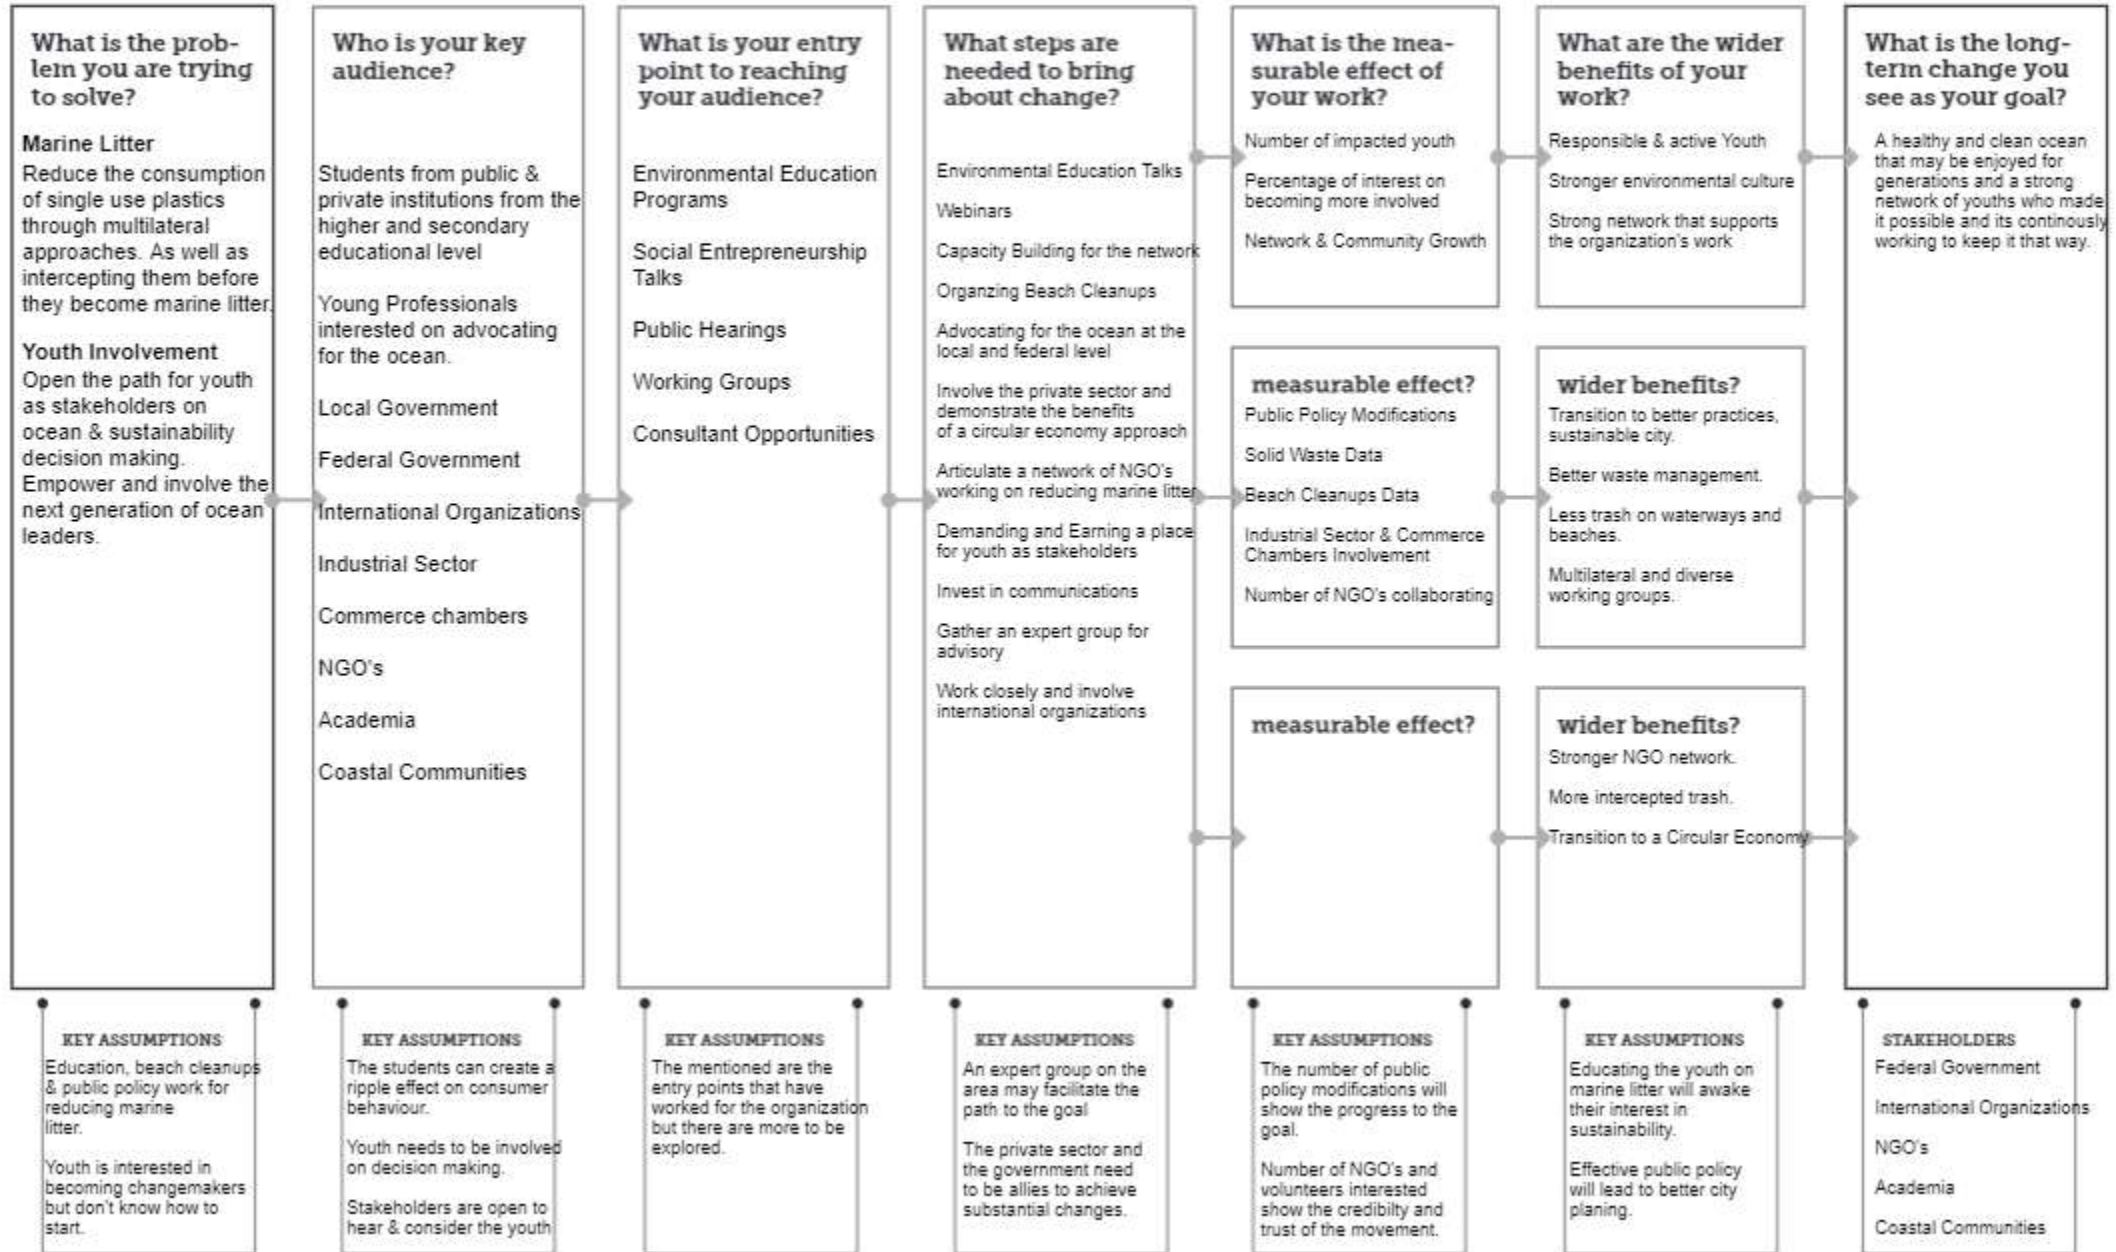 What is the prob-
lem you are trying
to solve?
Marine Litter
Reduce the consumption
of single use plastics
through multilateral
approaches. As well as
intercepting them before
they become marine litter.
Youth Involvement
Open the path for youth
as stakeholders on
ocean & sustainability
decision making.
Empower and involve the
next generation of ocean
leaders.
Who is your key
audience?
Students from public &
private institutions from the
higher and secondary
educational level
Young Professionals
interested on advocating
for the ocean.
Local Government
Federal Government
International Organizations
Industrial Sector
Commerce chambers
NGO's
Academia
Coastal Communities
What is your entry
point to reaching
your audience?
Environmental Education
Programs
Social Entrepreneurship
Talks
Public Hearings
Working Groups
Consultant Opportunities
What steps are
needed to bring
about change?
Environmental Education Talks
Webinars
Capacity Building for the network
Organzing Beach Cleanups
Advocating for the ocean at the
local and federal level
Involve the private sector and
demonstrate the benefits
of a circular economy approach
Articulate a network of NGO's
working on reducing marine litter
Demanding and Earning a place
for youth as stakeholders
Invest in communications
Gather an expert group for
advisory
Work closely and involve
international organizations
What is the mea-
surable effect of
your work?
Number of impacted youth
Percentage of interest on
becoming more involved
Network & Community Growth
measurable effect?
Public Policy Modifications
Solid Waste Data
Beach Cleanups Data
Industrial Sector & Commerce
Chambers Involvement
Number of NGO's collaborating
measurable effect?
What are the wider
benefits of your
work?
Responsible & active Youth
Stronger environmental culture
Strong network that supports
the organization's work
wider benefits?
Transition to better practices,
sustainable city.
Better waste management.
Less trash on waterways and
beaches.
Multilateral and diverse
working groups.
wider benefits?
Stronger NGO network.
More intercepted trash.
Transition to a Circular Economy
What is the long-
term change you
see as your goal?
A healthy and clean ocean
that may be enjoyed for
generations and a strong
network of youths who made
it possible and its continously
working to keep it that way.
KEY ASSUMPTIONS
Education, beach cleanups
& public policy work for
reducing marine
litter.
Youth is interested in
becoming changemakers
but don't know how to
start.
KEY ASSUMPTIONS
The students can create a
ripple effect on consumer
behaviour.
Youth needs to be involved
on decision making.
Stakeholders are open to
hear & consider the youth
KEY ASSUMPTIONS
The mentioned are the
entry points that have
worked for the organization
but there are more to be
explored.
KEY ASSUMPTIONS
An expert group on the
area may facilitate the
path to the goal
The private sector and
the government need
to be allies to achieve
substantial changes.
KEY ASSUMPTIONS
The number of public
policy modifications will
show the progress to the
goal.
Number of NGO's and
volunteers interested
show the credibilty and
trust of the movement.
KEY ASSUMPTIONS
Educating the youth on
marine litter will awake
their interest in
sustainability.
Effective public policy
will lead to better city
planing.
STAKEHOLDERS
Federal Government
International Organizations
NGO's
Academia
Coastal Communities